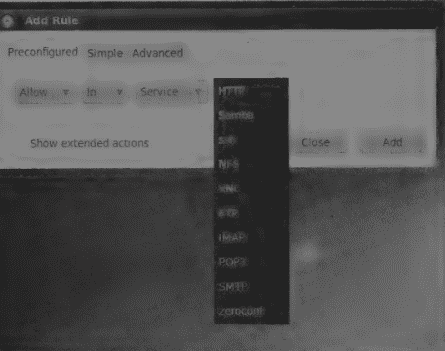 Add Rule
Preconfigured Simple Advanced
Allow In Service
HTTP
Samba
Show extended actions
Close Add
NFS
VNC
FTP
IMAP
POP3
SMTP
zeroconf